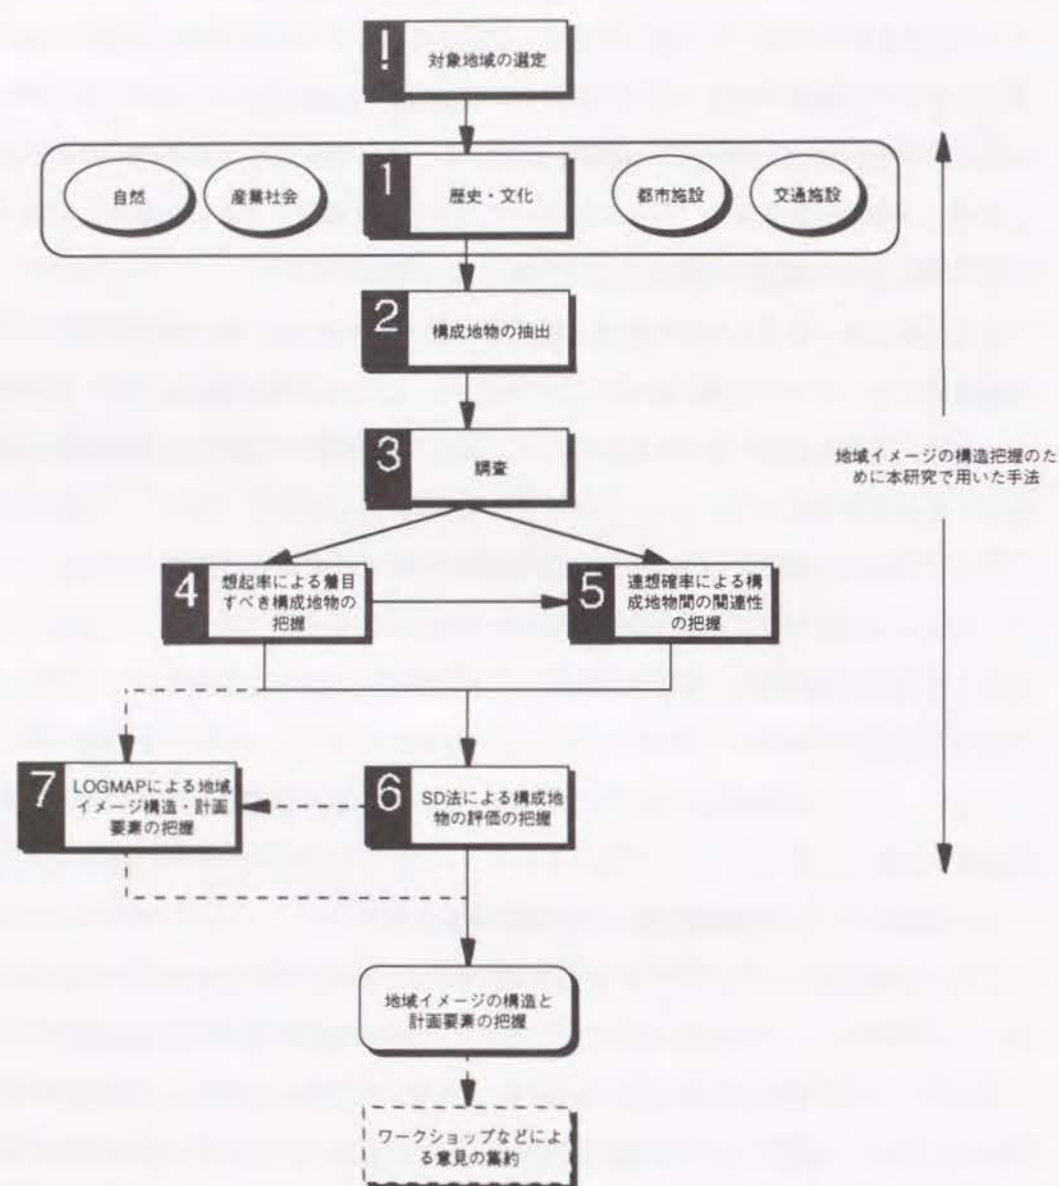 !
対象地域の選定
自然
産業社会
1
歴史・文化
都市施設
交通施設
2
構成地物の抽出
3
調査
地域イメージの構造把握のた
めに本研究で用いた手法
4
想起率による着目
すべき構成地物の
把握
5
連想確率による構
成地物間の関連性
の把握
7
LOGMAPによる地域
イメージ構造・計画
要素の把握
6
SD法による構成地
物の評価の把握
地域イメージの構造と
計画要素の把握
ワークショップなどによ
る意見の集約